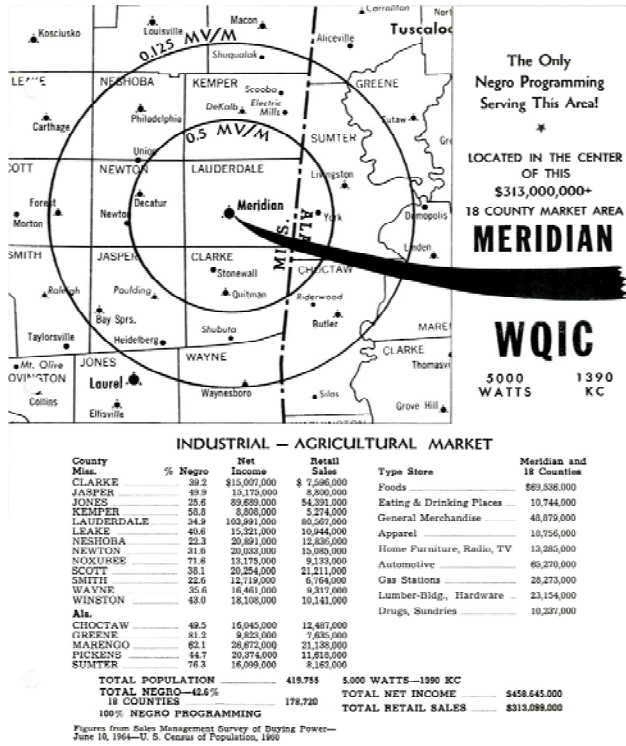 Kosciusko
Louisville
Macon
Carrollton
Aliceville
Tuscaloo
0.125 MV/M
Shuqualak
NESHOBA
KEMPER
GREENE
Scooba
DeKalb
Electric
Mills
Carthage
Philadelphia
Eutaw
0.5 MV/M
SUMTER
Union
NEWTON
LAUDERDALE
Livingston
Forest
Decatur
Morton
Newton
Meridian
York
Demopolis
MISS.
ALA.
Linden
SMITH
JASPER
CLARKE
CHOCTAW
Stonewall
Raleigh
Paulding
Quitman
Riderwood
Bay Sprs.
Butler
Taylorsville
Heidelberg
Shubuta
MARE
Mt. Olive
JONES
WAYNE
CLARKE
Thomasv
OVINGTON
Laurel
Collins
Waynesboro
Silas
Ellisville
Grove Hill
The Only
Negro Programming
Serving This Area!
LOCATED IN THE CENTER
OF THIS
$313,000,000+
18 COUNTY MARKET AREA
MERIDIAN
WQIC
5000 1390
WATTS KC
INDUSTRIAL — AGRICULTURAL MARKET
County Net Retail
Miss. % Negro Income Sales
CLARKE 39.2 $15,007,000 $ 7,596,000
JASPER 49.9 15,175,000 8,800,000
JONES 25.6 89,689,000 54,391,000
KEMPER 58.8 8,808,000 5,274,000
LAUDERDALE 34.9 103,991,000 80,567,000
LEAKE 40.6 15,321,000 10,944,000
NESHOBA 22.3 20,891,000 12,836,000
NEWTON 31.6 20,033,000 15,085,000
NOXUBEE 71.6 13,175,000 9,133,000
SCOTT 38.1 20,254,000 21,211,000
SMITH 22.6 12,719,000 6,764,000
WAYNE 35.6 16,461,000 9,317,000
WINSTON 43.0 18,108,000 10,141,000
Ala.
CHOCTAW 49.5 16,045,000 12,487,000
GREENE 81.2 9,823,000 7,635,000
MARENGO 62.1 26,672,000 21,138,000
PICKENS 44.7 20,374,000 11,618,000
SUMTER 76.3 16,099,000 8,162,000
Meridian and
Type Store 18 Counties
Foods $69,536,000
Eating & Drinking Places 10,744,000
General Merchandise 48,879,000
Apparel 16,756,000
Home Furniture, Radio, TV 13,285,000
Automotive 65,270,000
Gas Stations 28,273,000
Lumber-Bldg., Hardware 23,154,000
Drugs, Sundries 10,237,000
TOTAL POPULATION 419.755
TOTAL NEGRO—42.6%
18 COUNTIES 178,720
100% NEGRO PROGRAMMING
5.000 WATTS—1390 KC
TOTAL NET INCOME $458.645.000
TOTAL RETAIL SALES $313,099,000
Figures from Sales Management Survey of Buying Power—
June 10, 1964—U. S. Census of Population, 1960